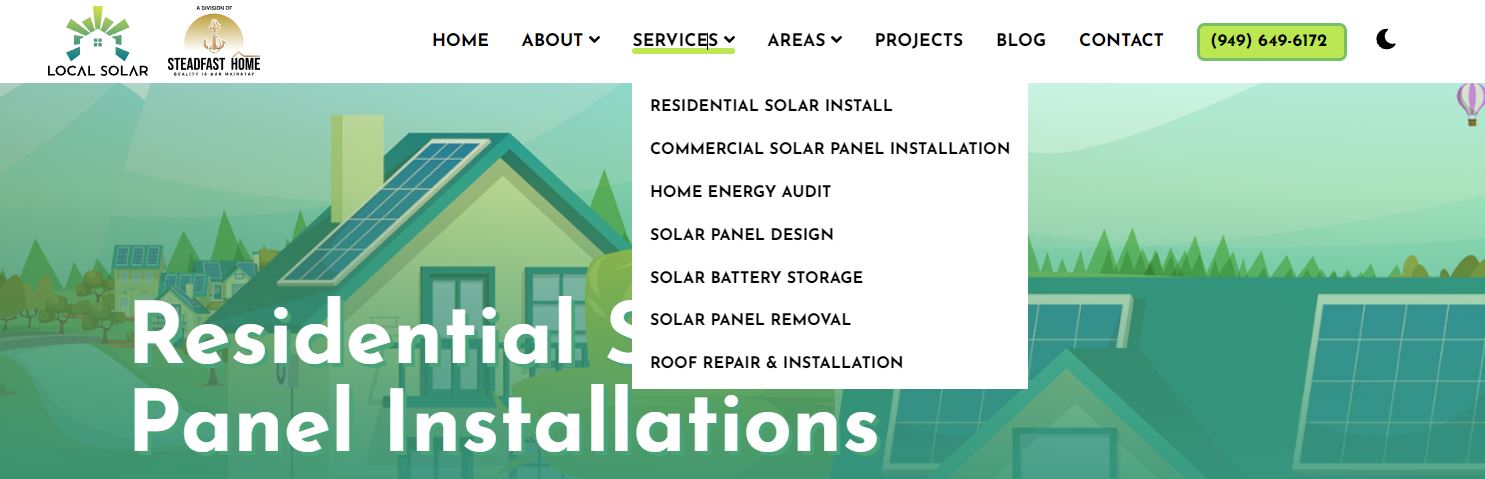 A DIVISION OF
LOCAL SOLAR
STEADFAST HOME
QUALITY IS OUR MAINSTAY
HOME ABOUT SERVICES AREAS PROJECTS BLOG CONTACT (949) 649-6172
RESIDENTIAL SOLAR INSTALL
COMMERCIAL SOLAR PANEL INSTALLATION
HOME ENERGY AUDIT
SOLAR PANEL DESIGN
SOLAR BATTERY STORAGE
SOLAR PANEL REMOVAL
ROOF REPAIR & INSTALLATION
Residential S
Panel Installations